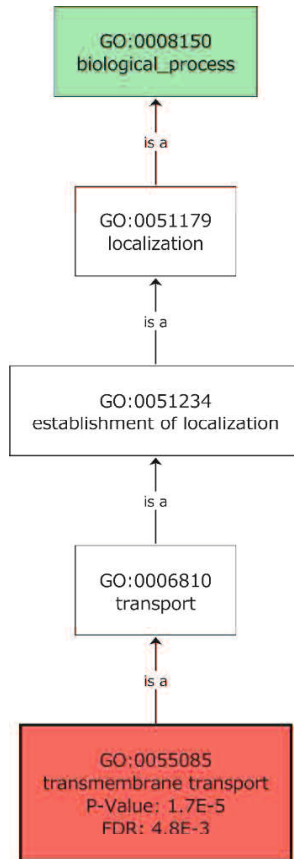 GO:0008150
biological_process
is a
GO:0051179
localization
is a
GO:0051234
establishment of localization
is a
GO:0006810
transport
is a
GO:0055085
transmembrane transport
P-Value: 1.7E-5
FDR: 4.8E-3